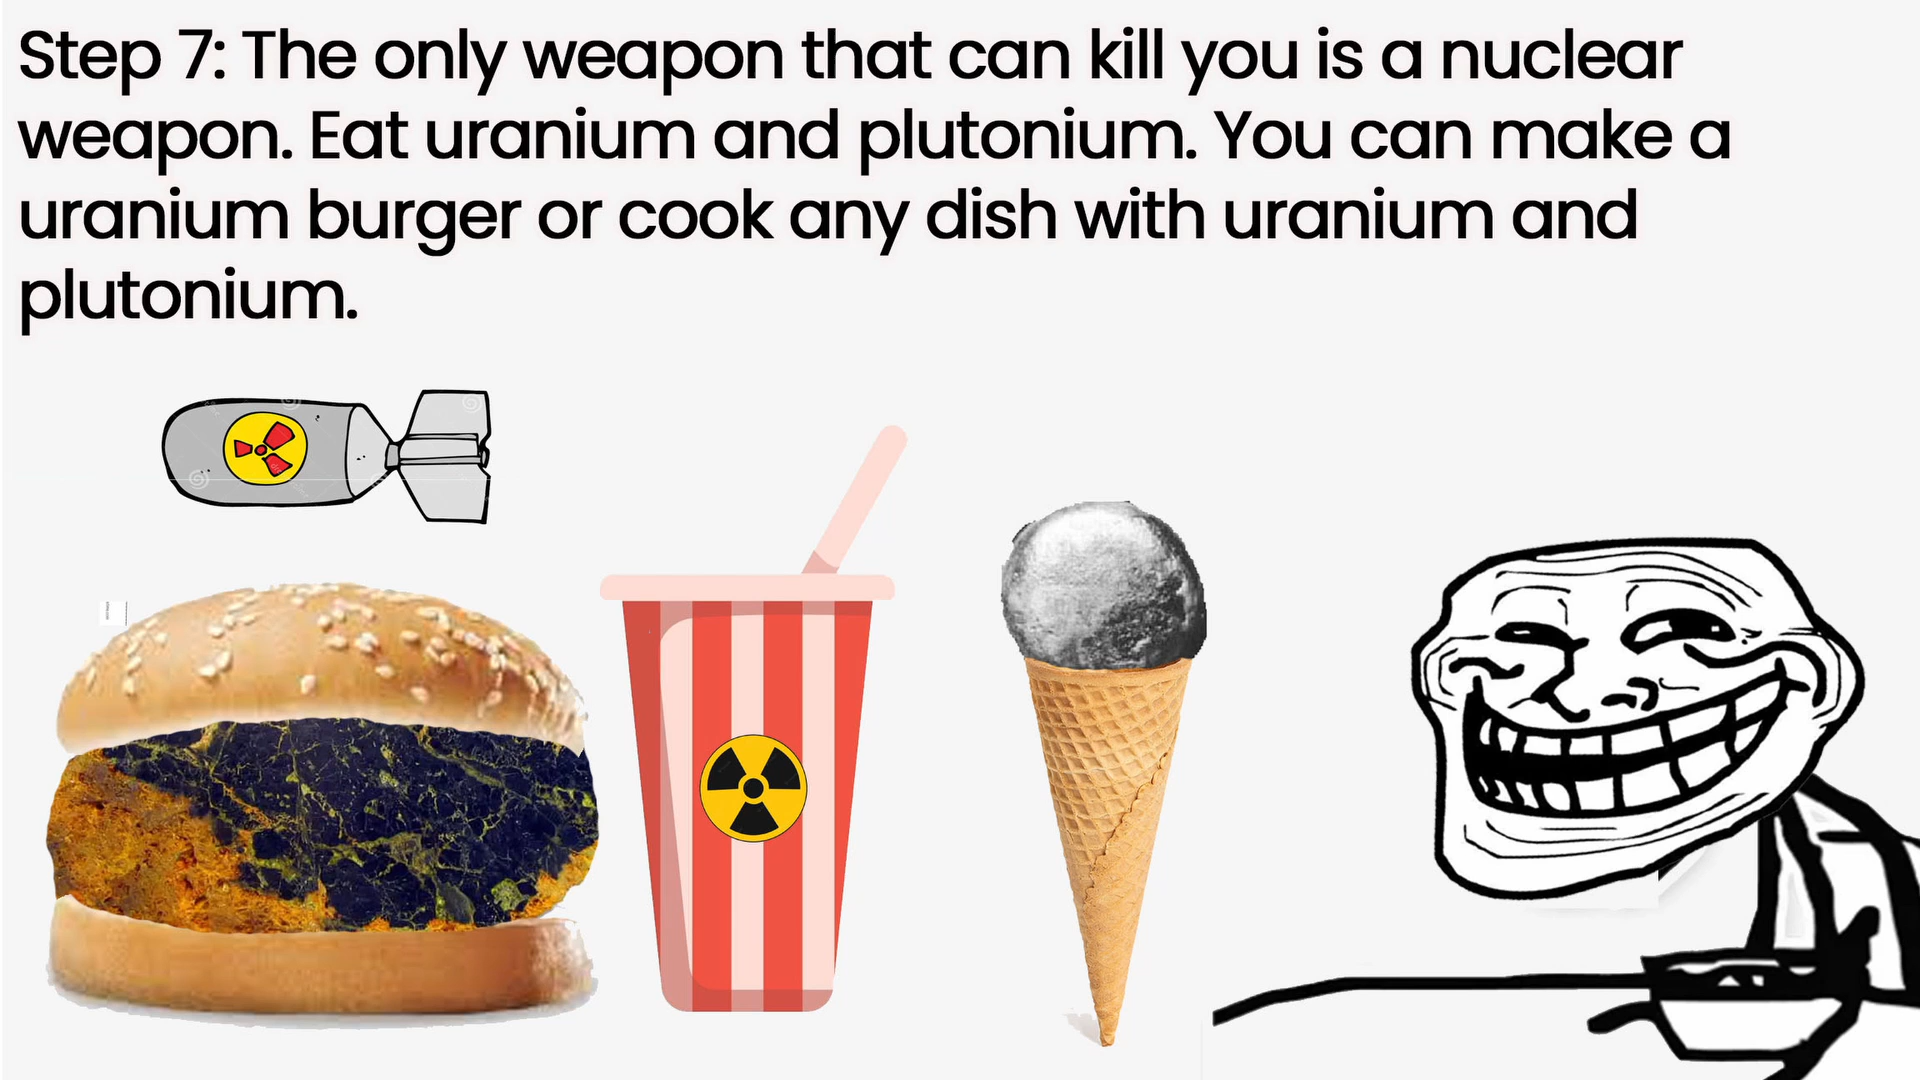 Step 7: The only weapon that can kill you is a nuclear
weapon. Eat uranium and plutonium. You can make a
uranium burger or cook any dish with uranium and
plutonium.